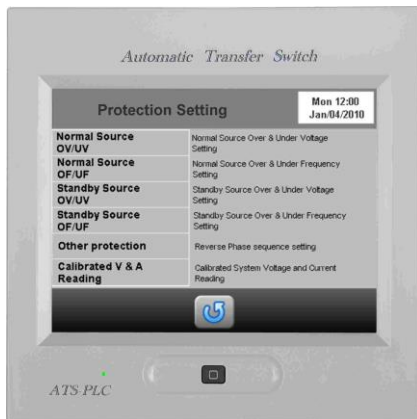 Automatic Transfer Switch
Protection Setting
Mon 12:00
Jan/04/2010
Normal Source
OV/UV
Normal Source Over & Under Voltage
Setting
Normal Source
OF/UF
Normal Source Over & Under Frequency
Setting
Standby Source
OV/UV
Standby Source Over & Under Voltage
Setting
Standby Source
OF/UF
Standby Source Over & Under Frequency
Setting
Other protection
Reverse Phase sequence setting
Calibrated V & A
Reading
Calibrated System Voltage and Current
Reading
ATS PLC